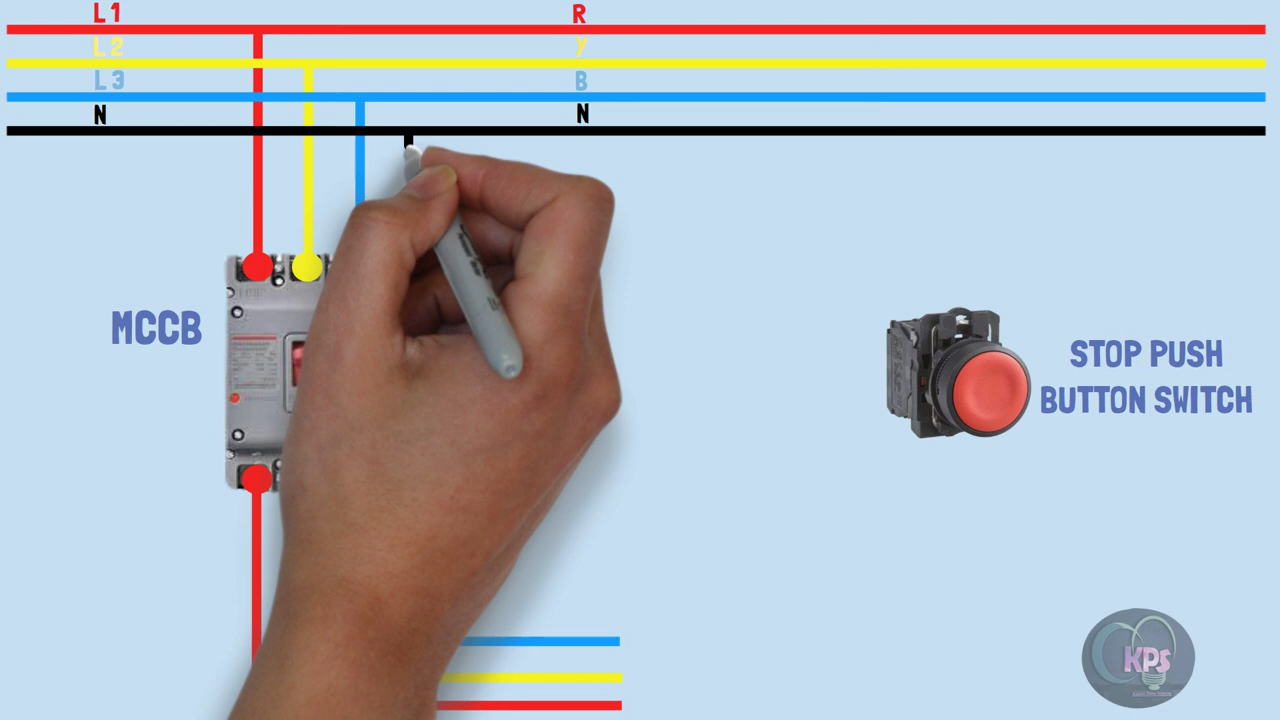 L1 R
L2 Y
L3 B
N N
MCCB
STOP PUSH
BUTTON SWITCH
KPS